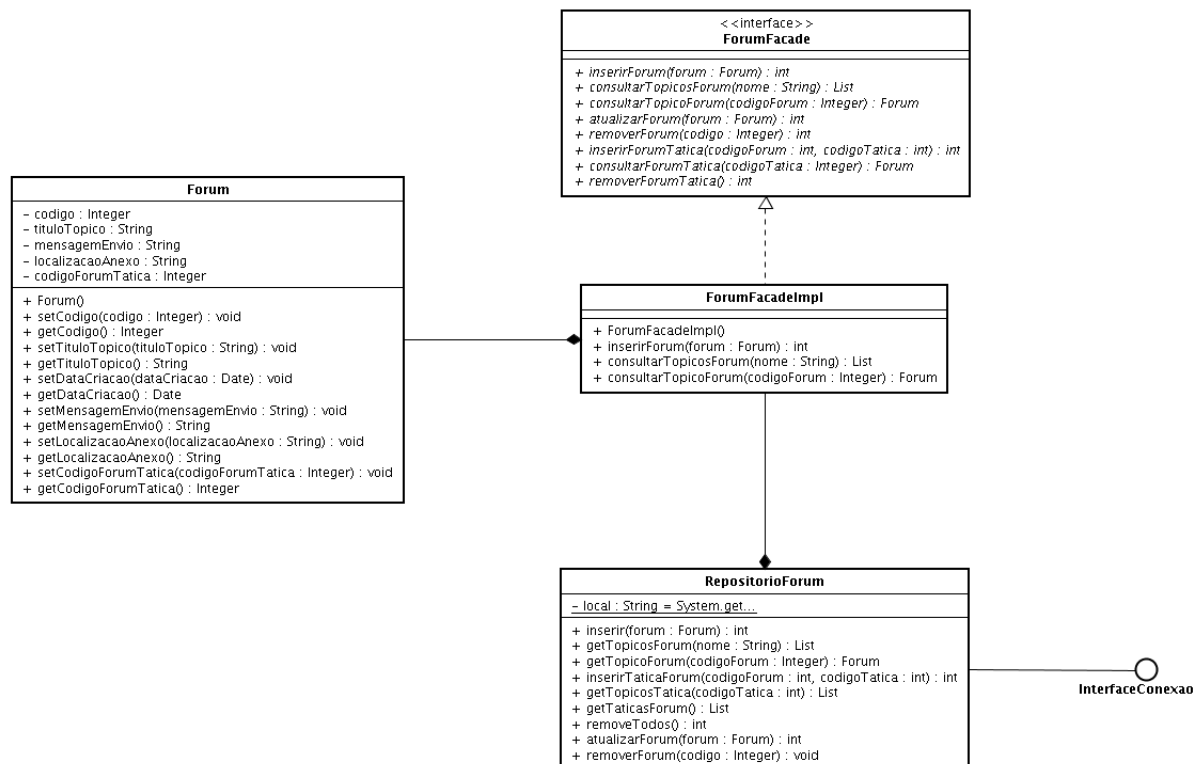 <<interface>>
ForumFacade
+ inserirForum(forum : Forum) : int
+ consultarTopicosForum(nome : String) : List
+ consultarTopicoForum(codigoForum : Integer) : Forum
+ atualizarForum(forum : Forum) : int
+ removerForum(codigo : Integer) : int
+ inserirForumTatica(codigoForum : int, codigoTatica : int) : int
+ consultarForumTatica(codigoTatica : Integer) : Forum
+ removerForumTatica() : int
Forum
- codigo : Integer
- tituloTopico : String
- mensagemEnvio : String
- localizacaoAnexo : String
- codigoForumTatica : Integer
+ Forum()
+ setCodigo(codigo : Integer) : void
+ getCodigo() : Integer
+ setTituloTopico(tituloTopico : String) : void
+ getTituloTopico() : String
+ setDataCriacao(dataCriacao : Date) : void
+ getDataCriacao() : Date
+ setMensagemEnvio(mensagemEnvio : String) : void
+ getMensagemEnvio() : String
+ setLocalizacaoAnexo(localizacaoAnexo : String) : void
+ getLocalizacaoAnexo() : String
+ setCodigoForumTatica(codigoForumTatica : Integer) : void
+ getCodigoForumTatica() : Integer
ForumFacadeImpl
+ ForumFacadeImpl()
+ inserirForum(forum : Forum) : int
+ consultarTopicosForum(nome : String) : List
+ consultarTopicoForum(codigoForum : Integer) : Forum
RepositorioForum
- local : String = System.get...
+ inserir(forum : Forum) : int
+ getTopicosForum(nome : String) : List
+ getTopicoForum(codigoForum : Integer) : Forum
+ inserirTaticaForum(codigoForum : int, codigoTatica : int) : int
+ getTopicosTatica(codigoTatica : int) : List
+ getTaticasForum() : List
+ removeTodos() : int
+ atualizarForum(forum : Forum) : int
+ removerForum(codigo : Integer) : void
InterfaceConexao